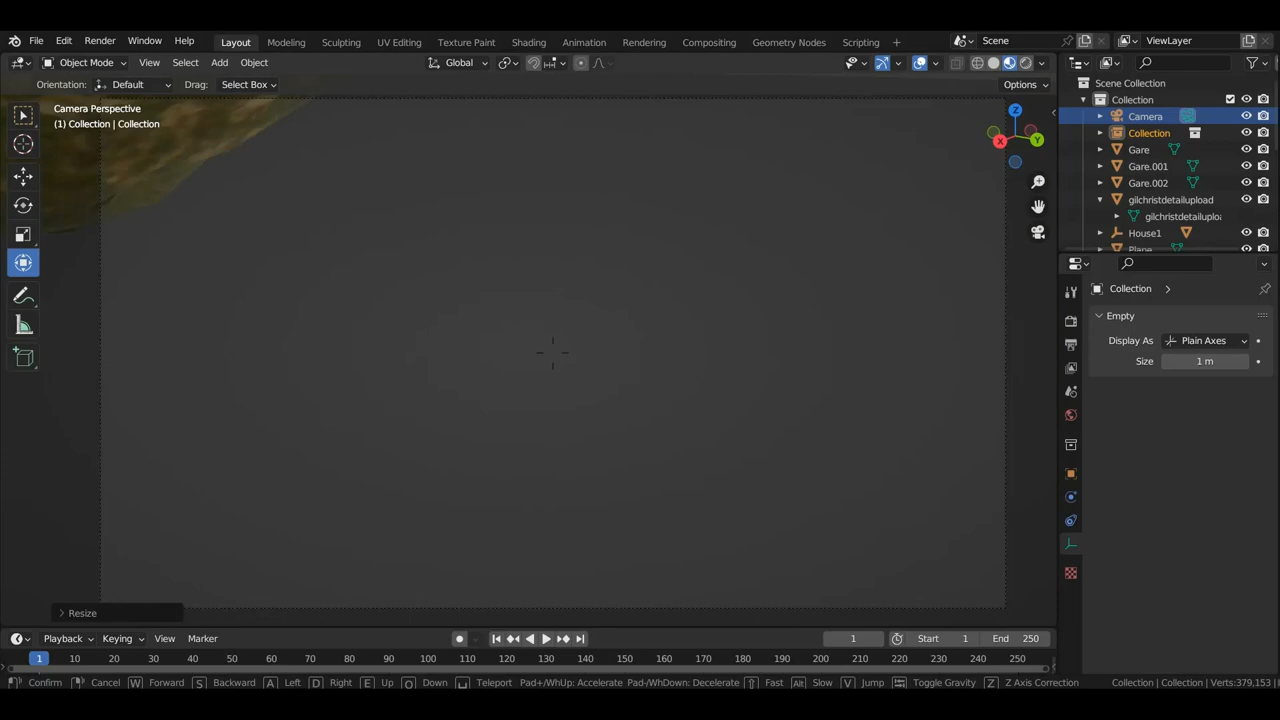 File Edit Render Window Help Layout Modeling Sculpting UV Editing Texture Paint Shading Animation Rendering Compositing Geometry Nodes Scripting + Scene ViewLayer
Object Mode View Select Add Object Global
Orientation: Default Drag: Select Box Options
Camera Perspective
(1) Collection | Collection
Z
Y
X
Scene Collection
Collection
Camera
Collection
Gare
Gare.001
Gare.002
gilchristdetailupload
gilchristdetailuploa
House1
Plane
Collection
Empty
Display As Plain Axes
Size 1 m
Resize
Playback Keying View Marker 1 Start 1 End 250
1 10 20 30 40 50 60 70 80 90 100 110 120 130 140 150 160 170 180 190 200 210 220 230 240 250
Confirm Cancel W Forward S Backward A Left D Right E Up Q Down Teleport Pad+/WhUp: Accelerate Pad-/WhDown: Decelerate Fast Alt Slow V Jump Toggle Gravity Z Z Axis Correction Collection | Collection | Verts:379,153 |